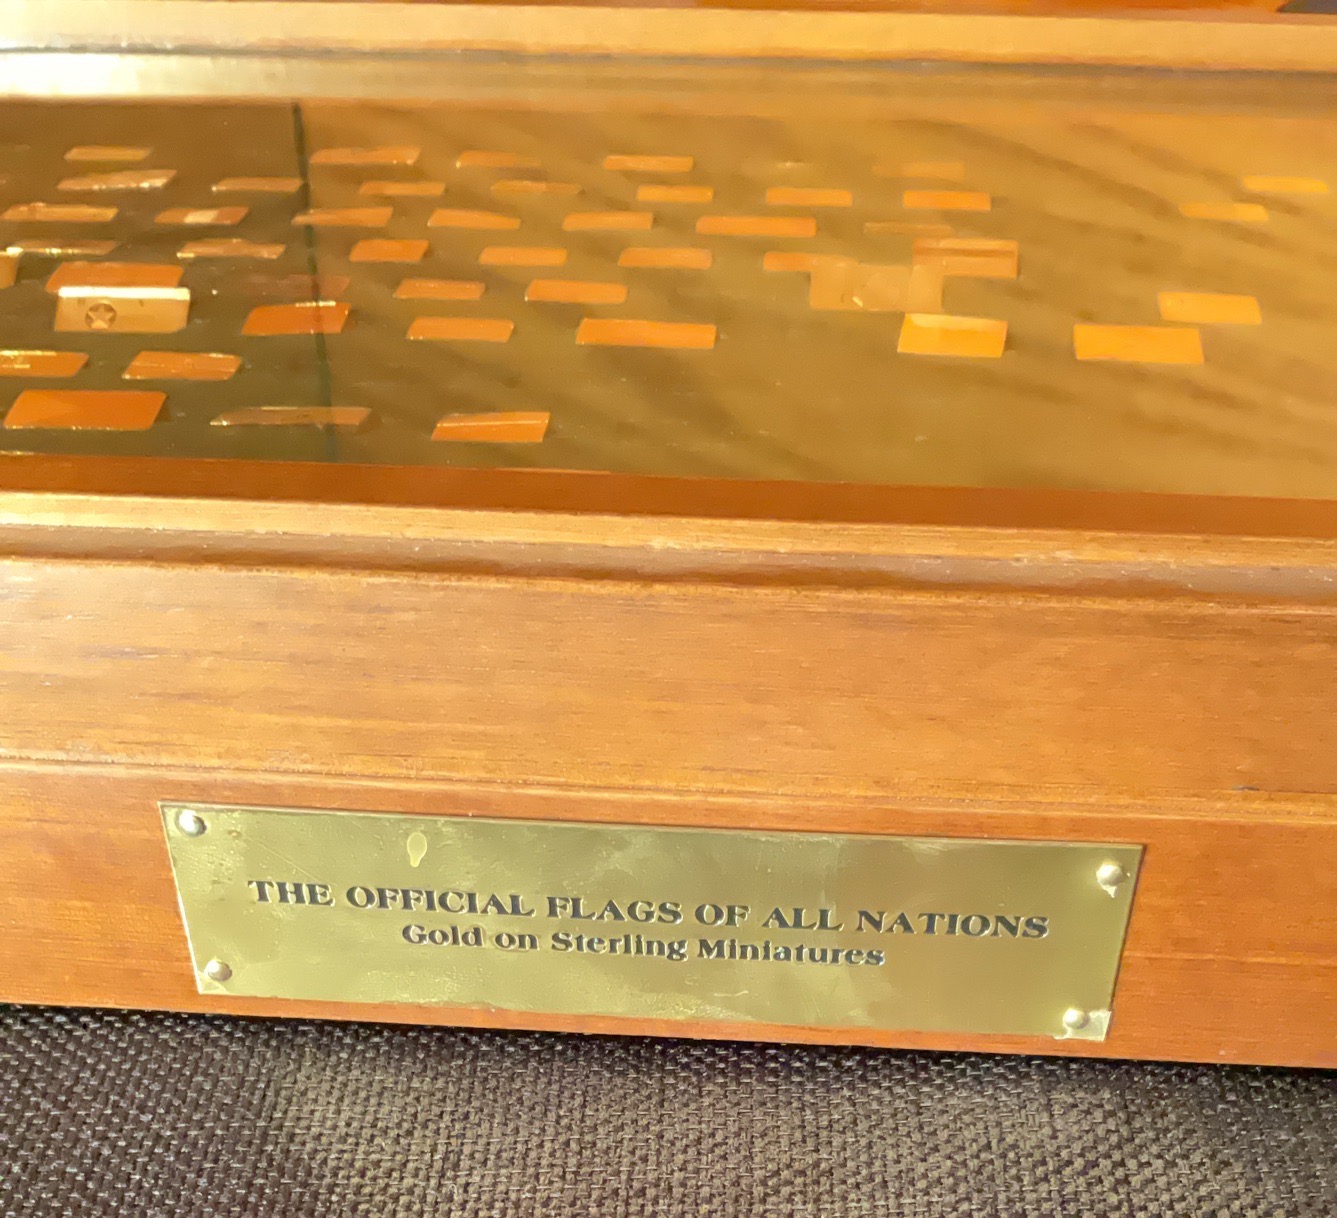 THE OFFICIAL FLAGS OF ALL NATIONS
Gold on Sterling Miniatures